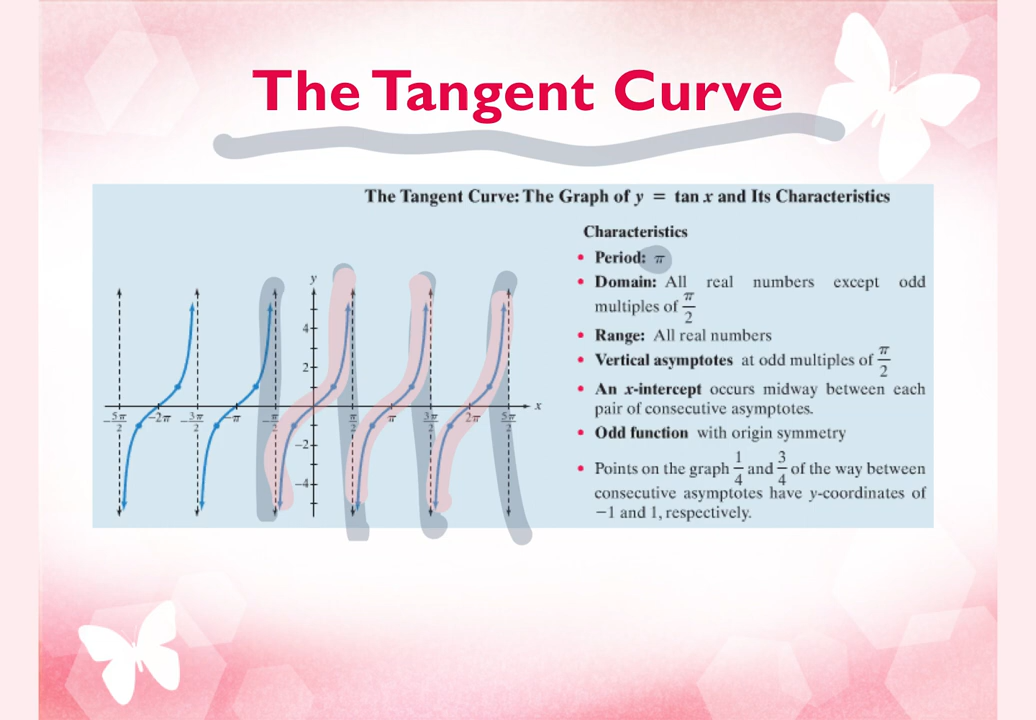 The Tangent Curve
The Tangent Curve: The Graph of y = tan x and Its Characteristics
Characteristics
• Period: π
• Domain: All real numbers except odd
multiples of π/2
• Range: All real numbers
• Vertical asymptotes at odd multiples of π/2
• An x-intercept occurs midway between each
pair of consecutive asymptotes.
• Odd function with origin symmetry
• Points on the graph 1/4 and 3/4 of the way between
consecutive asymptotes have y-coordinates of
−1 and 1, respectively.
y
4
2
−5π/2 −2π −3π/2 −π −π/2 π/2 π 3π/2 2π 5π/2 x
−2
−4